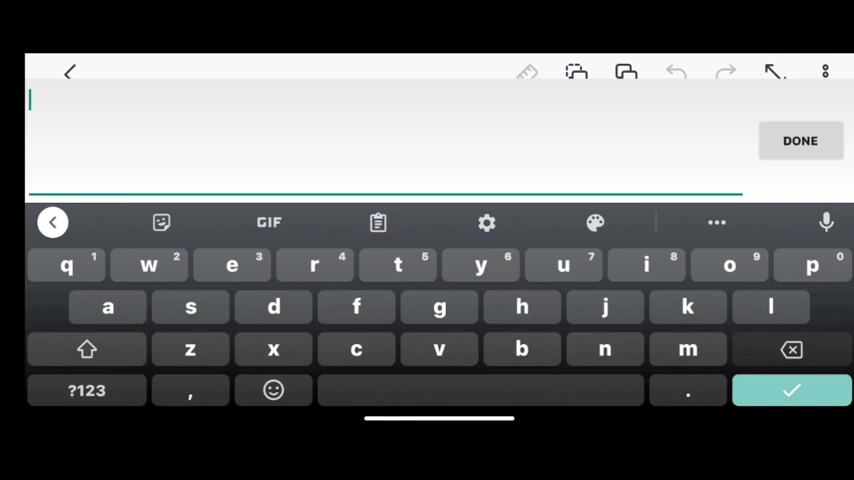 DONE
GIF
q 1 w 2 e 3 r 4 t 5 y 6 u 7 i 8 o 9 p 0
a s d f g h j k l
z x c v b n m
?123 , .